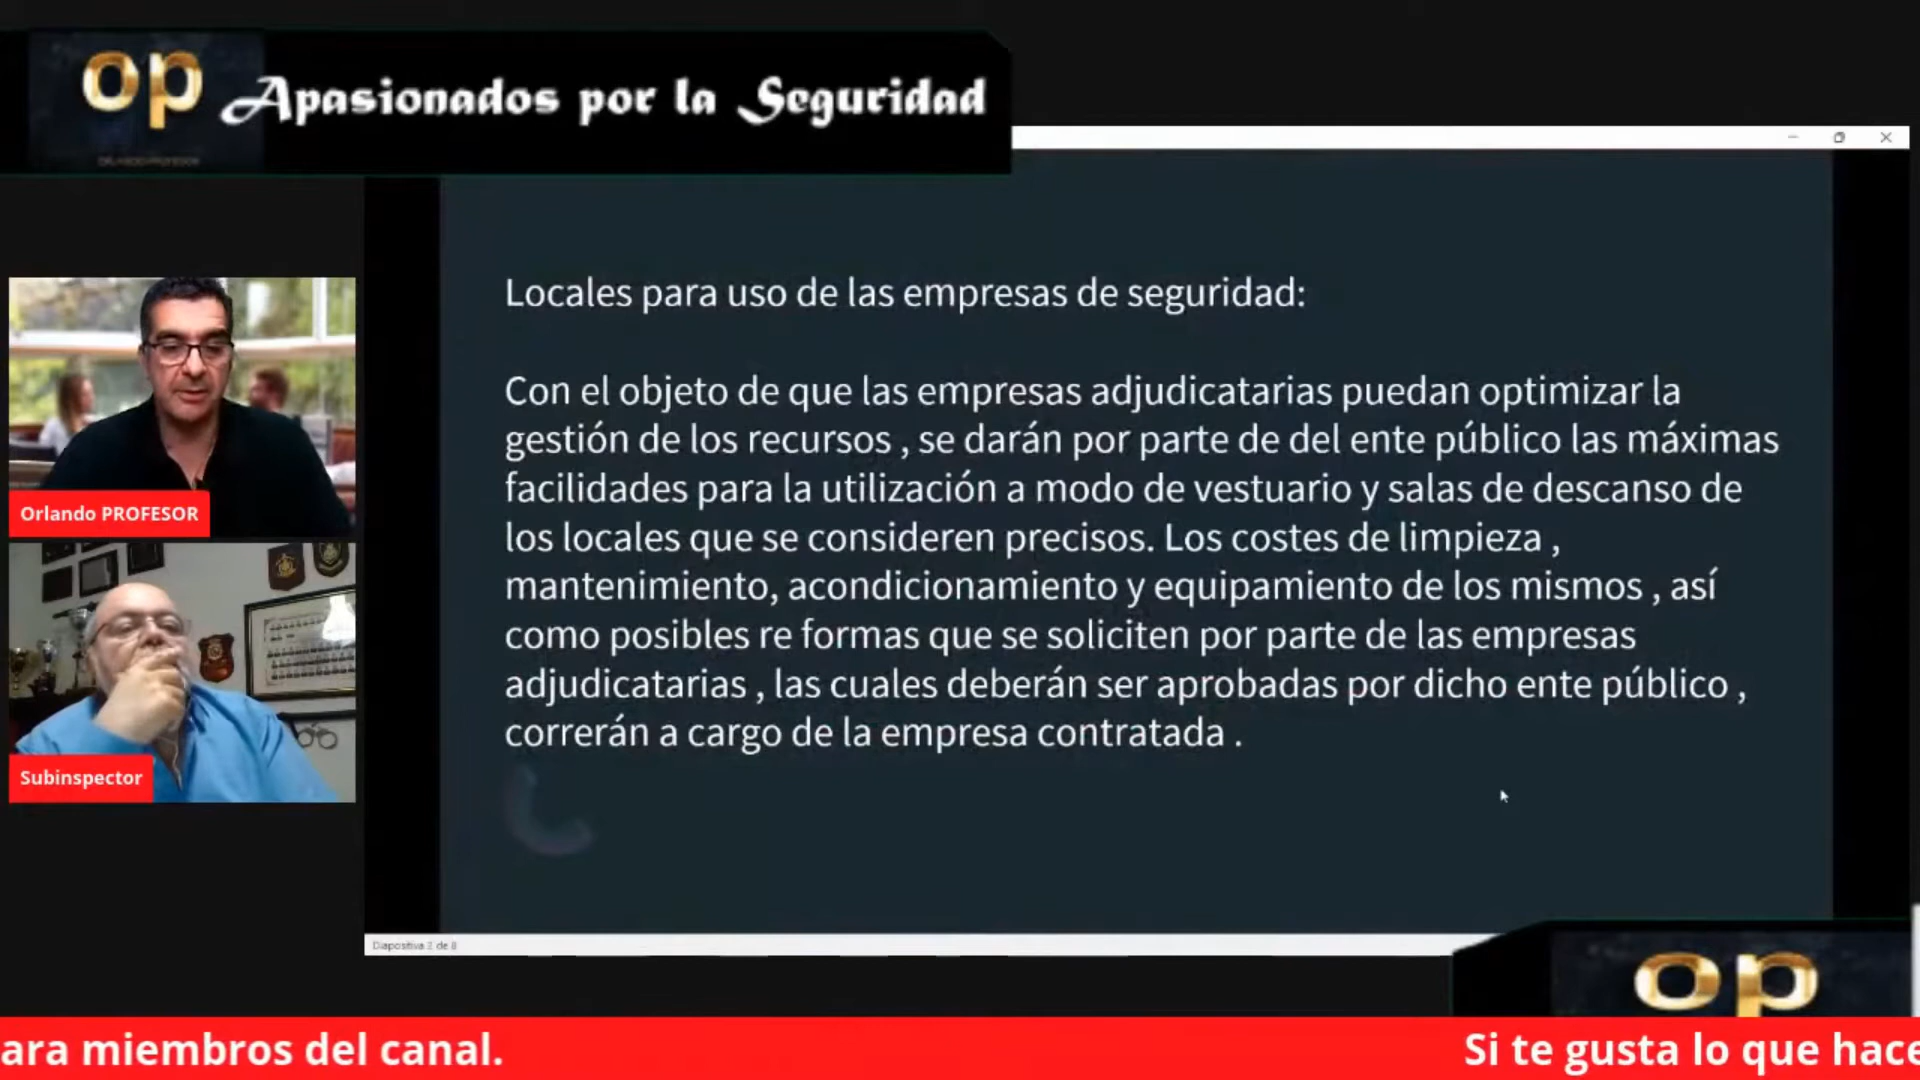 op Apasionados por la Seguridad
Locales para uso de las empresas de seguridad:
Con el objeto de que las empresas adjudicatarias puedan optimizar la
gestión de los recursos , se darán por parte de del ente público las máximas
facilidades para la utilización a modo de vestuario y salas de descanso de
los locales que se consideren precisos. Los costes de limpieza ,
mantenimiento, acondicionamiento y equipamiento de los mismos , así
como posibles re formas que se soliciten por parte de las empresas
adjudicatarias , las cuales deberán ser aprobadas por dicho ente público ,
correrán a cargo de la empresa contratada .
Orlando PROFESOR
Subinspector
Diapositiva 2 de 8
op
ara miembros del canal.
Si te gusta lo que hace